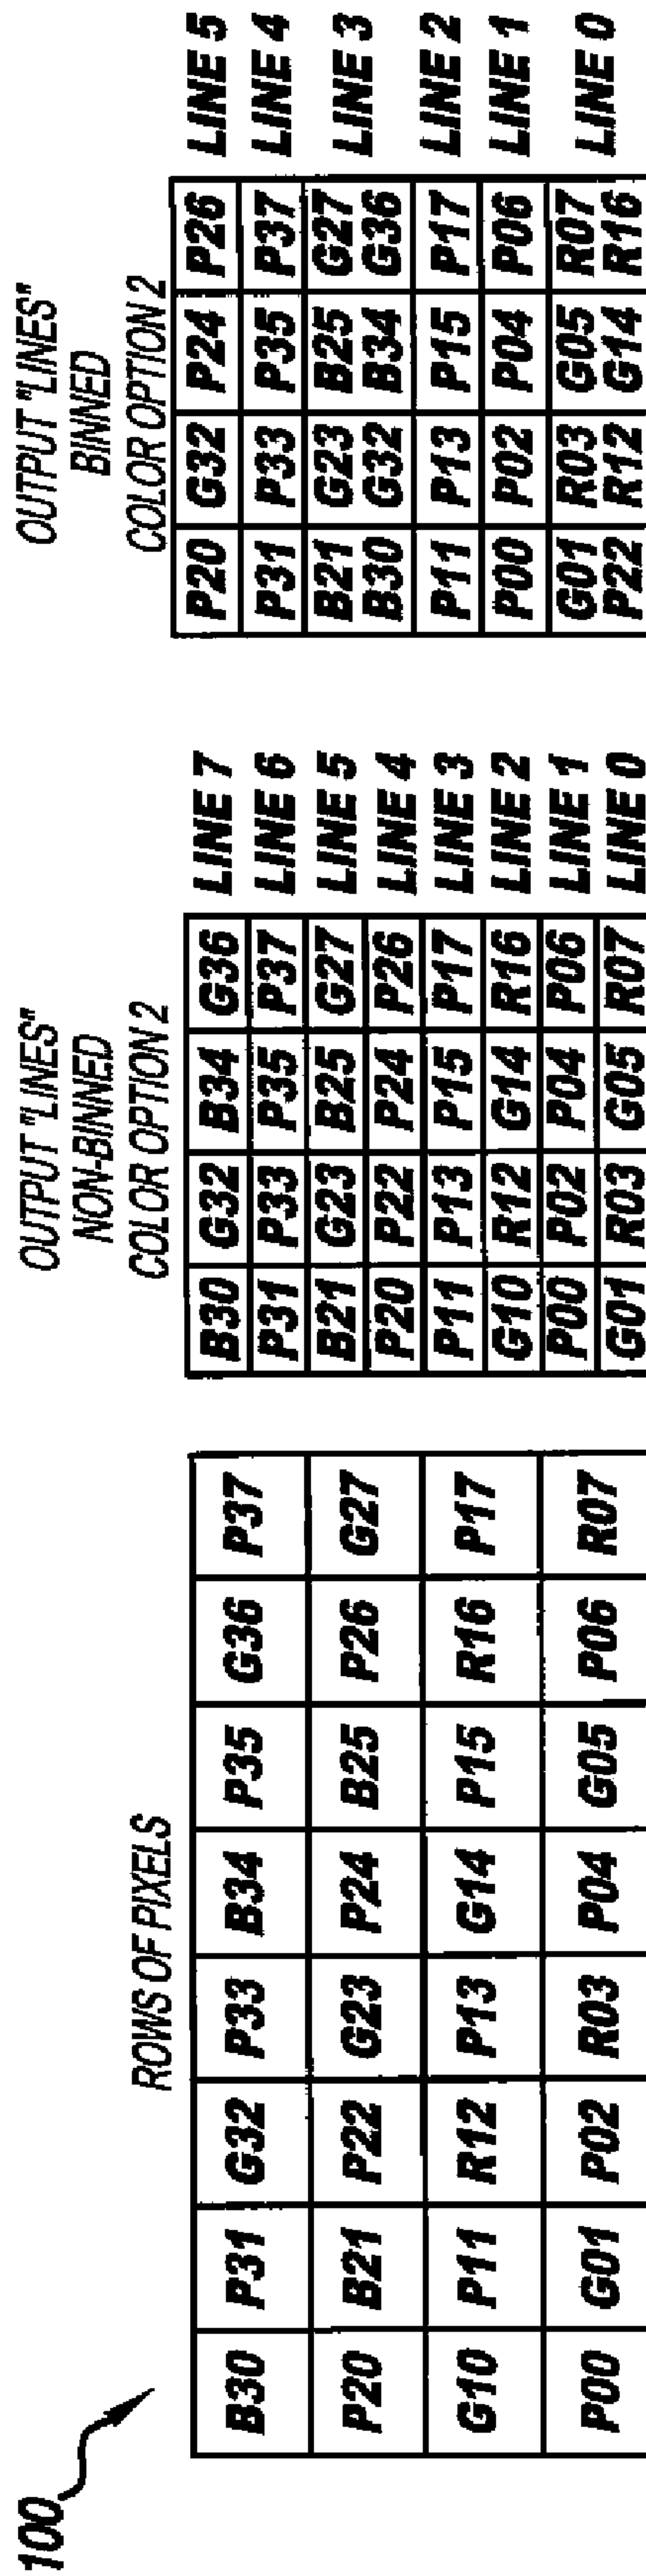 100
ROWS OF PIXELS
B30 P31 G32 P33 B34 P35 G36 P37
P20 B21 P22 G23 P24 B25 P26 G27
G10 P11 R12 P13 G14 P15 R16 P17
P00 G01 P02 R03 P04 G05 P06 R07
OUTPUT "LINES"
NON-BINNED
COLOR OPTION 2
B30 G32 B34 G36 LINE 7
P31 P33 P35 P37 LINE 6
B21 G23 B25 G27 LINE 5
P20 P22 P24 P26 LINE 4
P11 P13 P15 P17 LINE 3
G10 R12 G14 R16 LINE 2
P00 P02 P04 P06 LINE 1
G01 R03 G05 R07 LINE 0
OUTPUT "LINES"
BINNED
COLOR OPTION 2
P20 G32 P24 P26 LINE 5
P31 P33 P35 P37 LINE 4
B21 G23 B25 G27 LINE 3
B30 G32 B34 G36
P11 P13 P15 P17 LINE 2
P00 P02 P04 P06 LINE 1
G01 R03 G05 R07 LINE 0
P22 R12 G14 R16